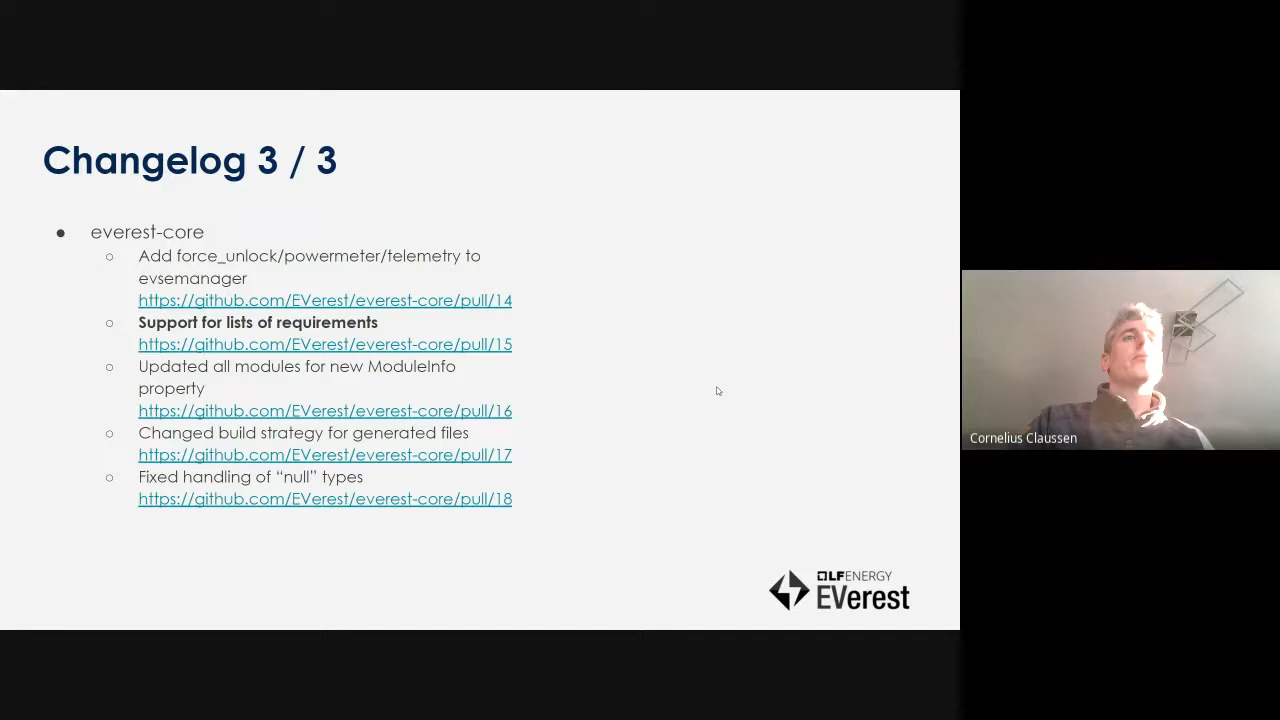 Changelog 3 / 3
● everest-core
○ Add force_unlock/powermeter/telemetry to
evsemanager
https://github.com/EVerest/everest-core/pull/14
○ Support for lists of requirements
https://github.com/EVerest/everest-core/pull/15
○ Updated all modules for new ModuleInfo
property
https://github.com/EVerest/everest-core/pull/16
○ Changed build strategy for generated files
https://github.com/EVerest/everest-core/pull/17
○ Fixed handling of “null” types
https://github.com/EVerest/everest-core/pull/18
LFENERGY
EVerest
Cornelius Claussen